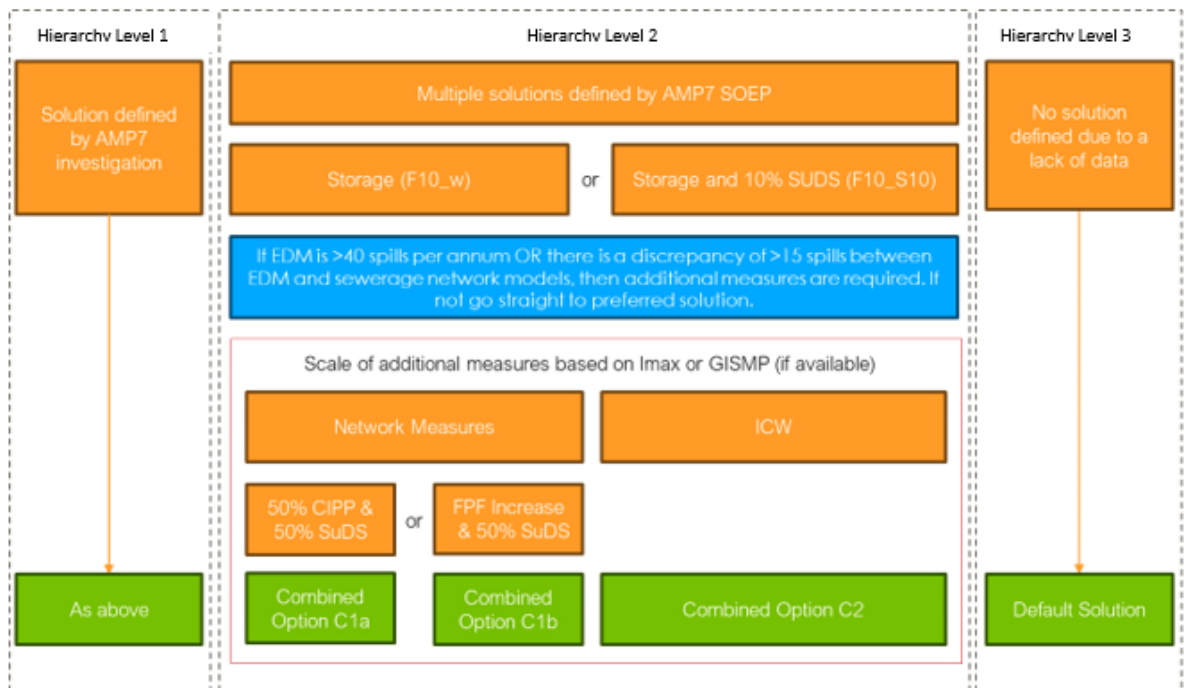 Hierarchy Level 1
Hierarchy Level 2
Hierarchy Level 3
Solution defined
by AMP7
investigation
Multiple solutions defined by AMP7 SOEP
Storage (F10_w)
or
Storage and 10% SUDS (F10_S10)
No solution
defined due to a
lack of data
If EDM is >40 spills per annum OR there is a discrepancy of >15 spills between
EDM and sewerage network models, then additional measures are required. If
not go straight to preferred solution.
Scale of additional measures based on Imax or GISMP (if available)
Network Measures
ICW
50% CIPP &
50% SuDS
or
FPF Increase
& 50% SuDS
As above
Combined
Option C1a
Combined
Option C1b
Combined Option C2
Default Solution